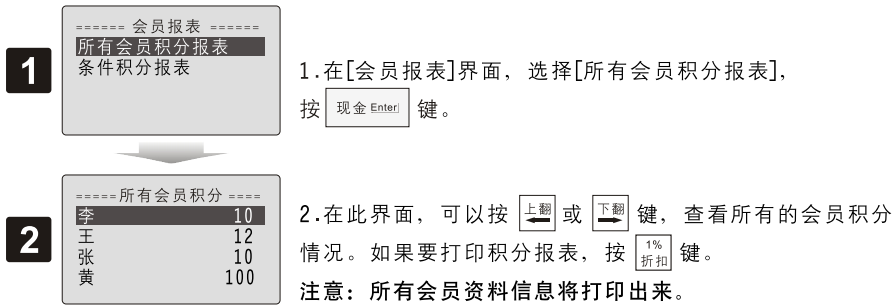 1
====== 会员报表 ======
所有会员积分报表
条件积分报表
1.在[会员报表]界面，选择[所有会员积分报表]，
按 现金 Enter 键。
2
=====所有会员积分 ====
李 10
王 12
张 10
黄 100
2.在此界面，可以按 上翻 或 下翻 键，查看所有的会员积分
情况。如果要打印积分报表，按 1% 折扣 键。
注意：所有会员资料信息将打印出来。